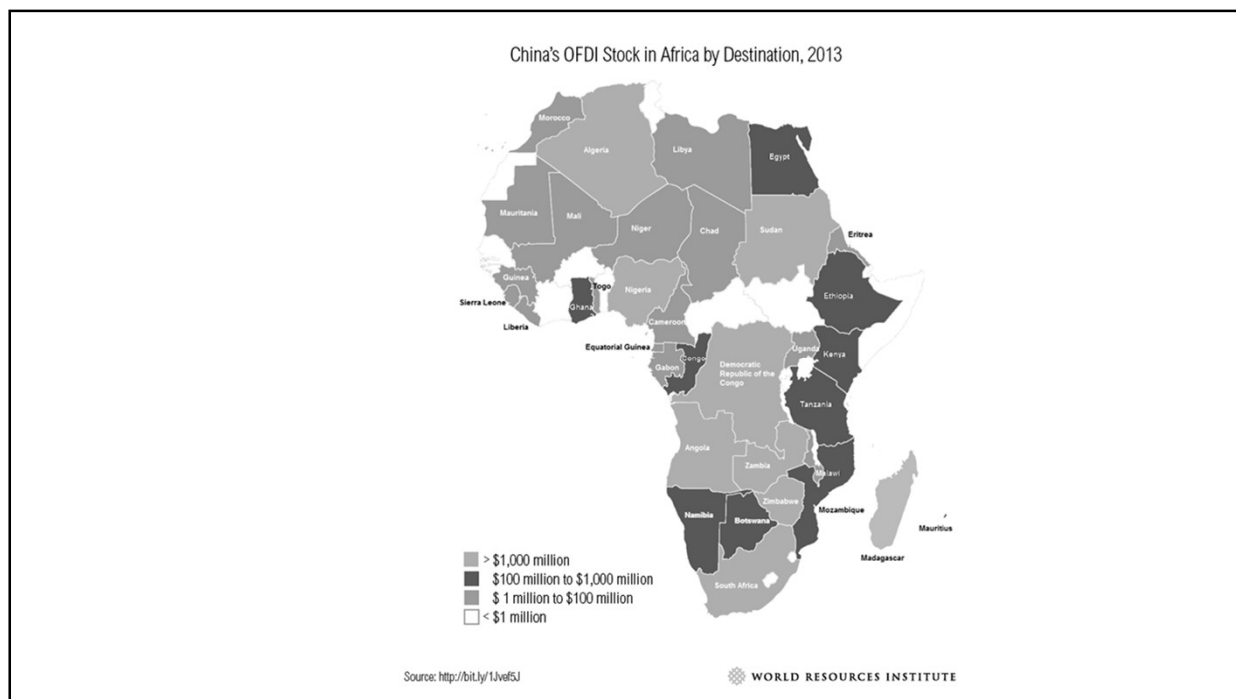 China's OFDI Stock in Africa by Destination, 2013
Morocco
Algeria
Libya
Egypt
Mauritania
Mali
Niger
Chad
Sudan
Eritrea
Guinea
Sierra Leone
Liberia
Ghana
Togo
Nigeria
Cameroon
Ethiopia
Equatorial Guinea
Gabon
Congo
Democratic
Republic of the
Congo
Uganda
Kenya
Tanzania
Angola
Zambia
Malawi
Zimbabwe
Mozambique
Namibia
Botswana
Mauritius
Madagascar
South Africa
> $1,000 million
$100 million to $1,000 million
$ 1 million to $100 million
< $1 million
Source: http://bit.ly/1Jvef5J
WORLD RESOURCES INSTITUTE